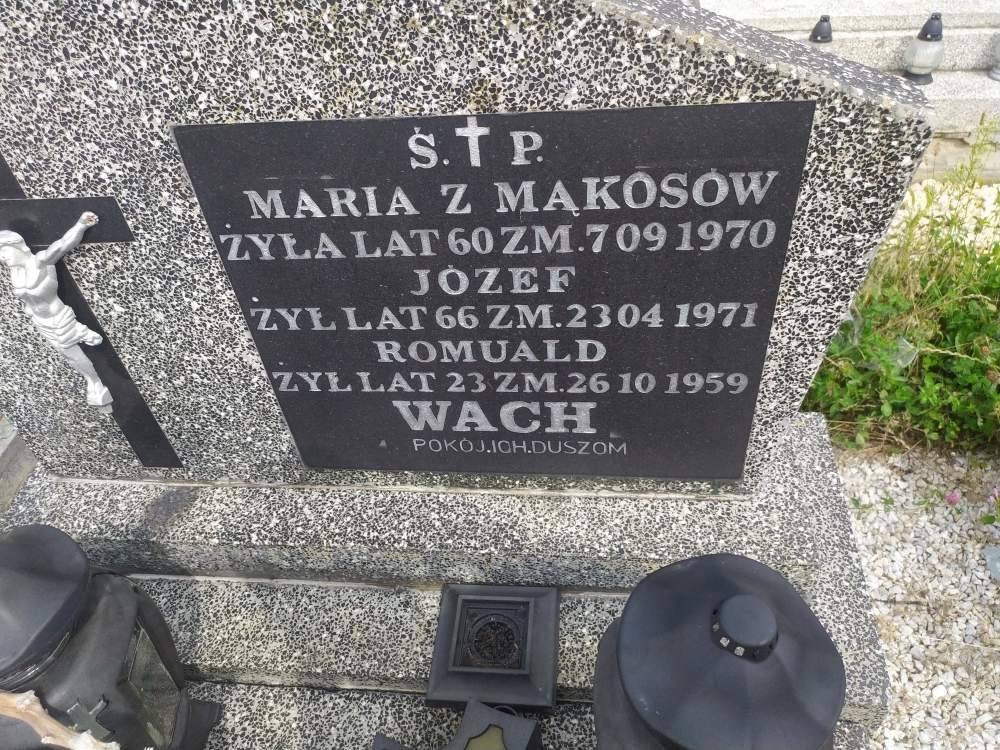 Ś. P.
MARIA Z MĄKOSÓW
ŻYŁA LAT 60 ZM. 7 09 1970
JÓZEF
ŻYŁ LAT 66 ZM. 23 04 1971
ROMUALD
ŻYŁ LAT 23 ZM. 26 10 1959
WACH
POKÓJ.ICH.DUSZOM